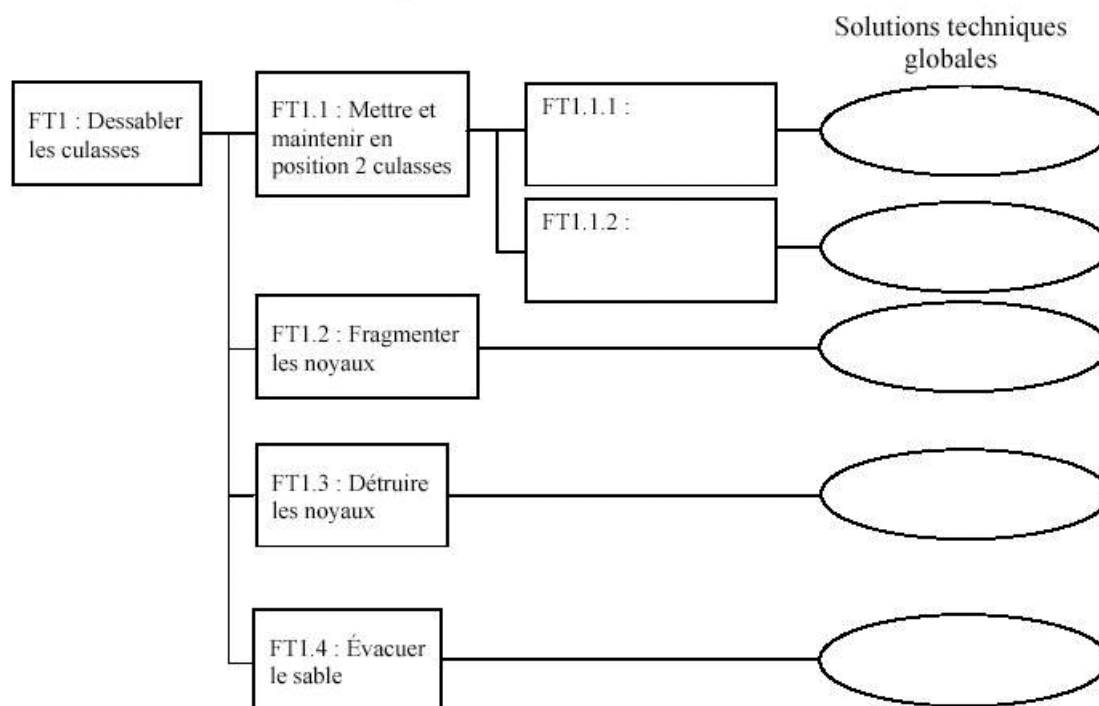 Solutions techniques
globales
FT1 : Dessabler
les culasses
FT1.1 : Mettre et
maintenir en
position 2 culasses
FT1.1.1 :
FT1.1.2 :
FT1.2 : Fragmenter
les noyaux
FT1.3 : Détruire
les noyaux
FT1.4 : Évacuer
le sable